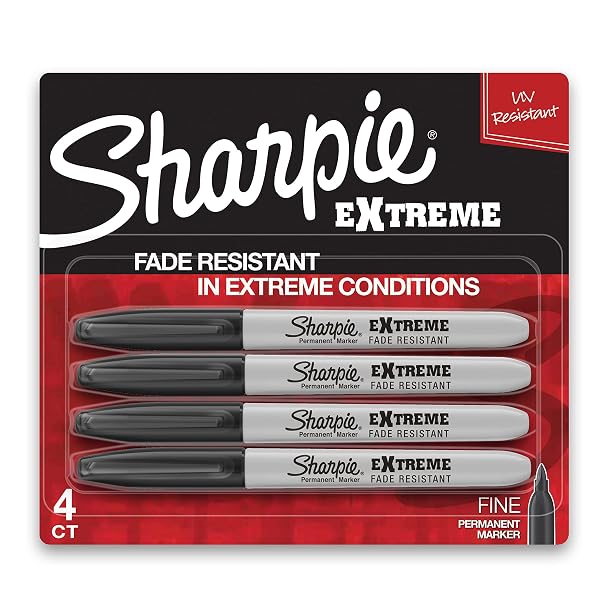 UV
Resistant
Sharpie®
EXTREME
FADE RESISTANT
IN EXTREME CONDITIONS
Sharpie® EXTREME
Permanent Marker FADE RESISTANT
Sharpie® EXTREME
Permanent Marker FADE RESISTANT
Sharpie® EXTREME
Permanent Marker FADE RESISTANT
Sharpie® EXTREME
Permanent Marker FADE RESISTANT
4
CT
FINE
PERMANENT
MARKER